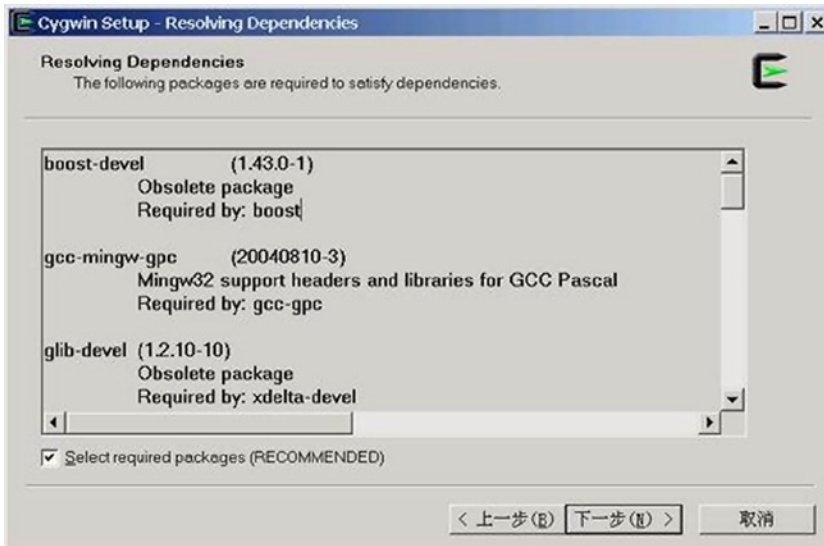 Cygwin Setup - Resolving Dependencies
Resolving Dependencies
The following packages are required to satisfy dependencies.
boost-devel (1.43.0-1)
Obsolete package
Required by: boost
gcc-mingw-gpc (20040810-3)
Mingw32 support headers and libraries for GCC Pascal
Required by: gcc-gpc
glib-devel (1.2.10-10)
Obsolete package
Required by: xdelta-devel
Select required packages (RECOMMENDED)
< 上一步(B) 下一步(N) > 取消